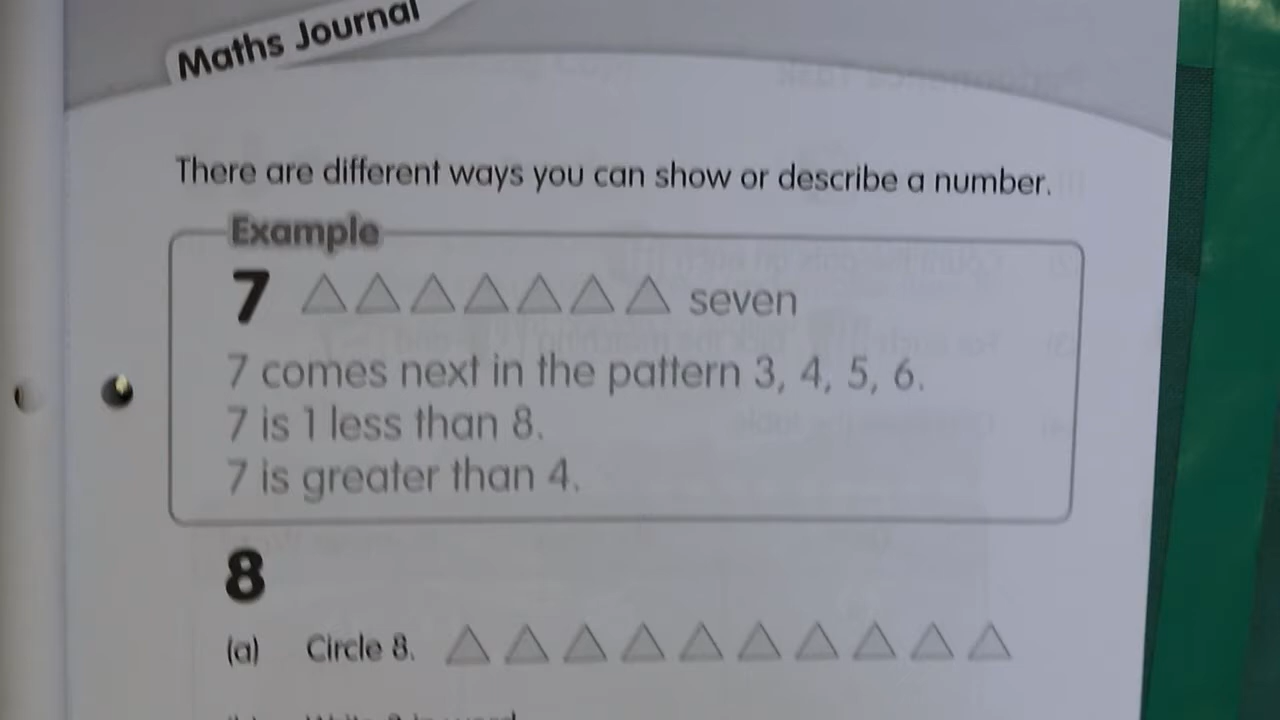 Maths Journal
There are different ways you can show or describe a number.
Example
7 seven
7 comes next in the pattern 3, 4, 5, 6.
7 is 1 less than 8.
7 is greater than 4.
8
(a) Circle 8.